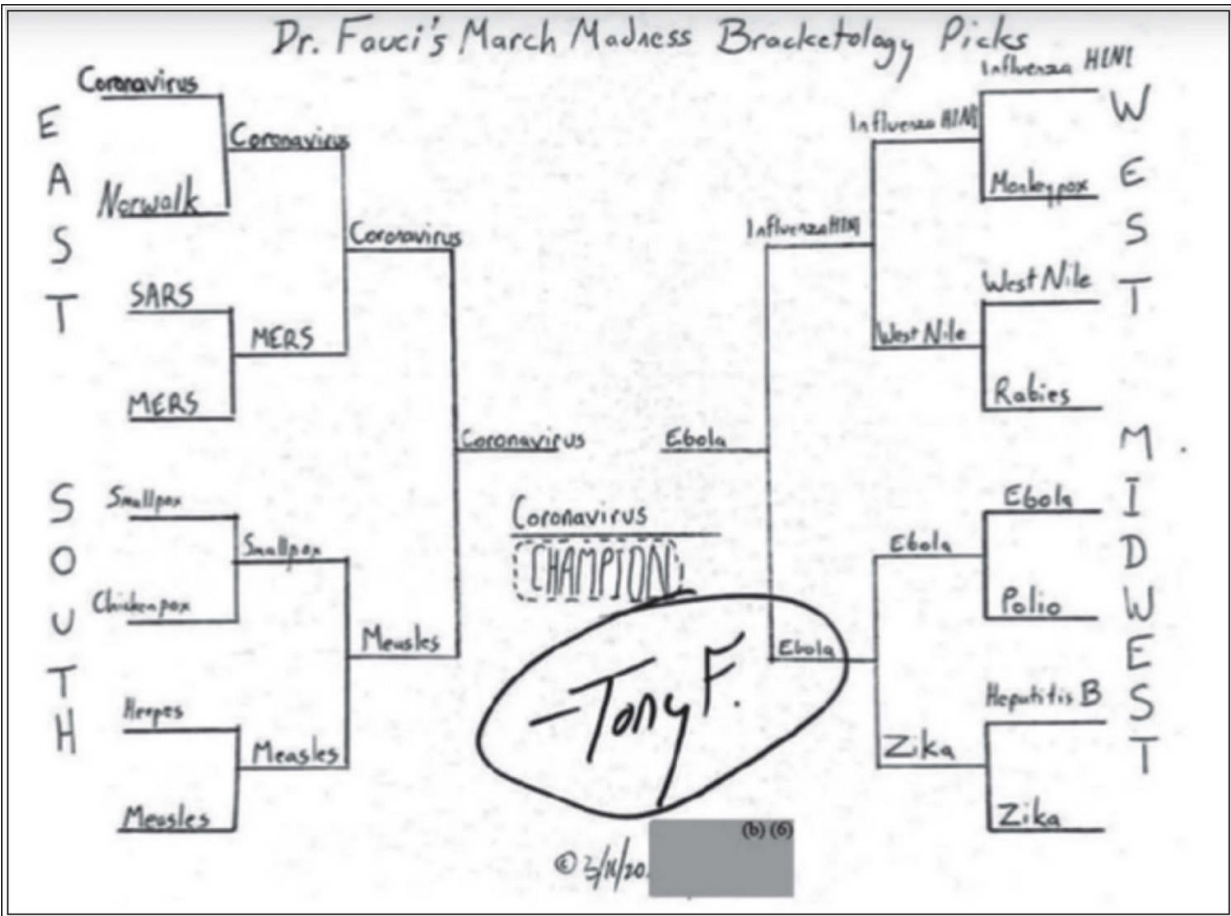 Dr. Fauci's March Madness Bracketology Picks
EAST
Coronavirus
Norwalk
Coronavirus
SARS
MERS
MERS
Coronavirus
SOUTH
Smallpox
Chickenpox
Smallpox
Herpes
Measles
Measles
Measles
Coronavirus
Coronavirus
CHAMPION
-Tony F.
©
(b) (6)
Ebola
WEST
Influenza H1N1
Monkeypox
Influenza H1N1
West Nile
Rabies
West Nile
Influenza H1N1
MIDWEST
Ebola
Polio
Ebola
Hepatitis B
Zika
Zika
Ebola